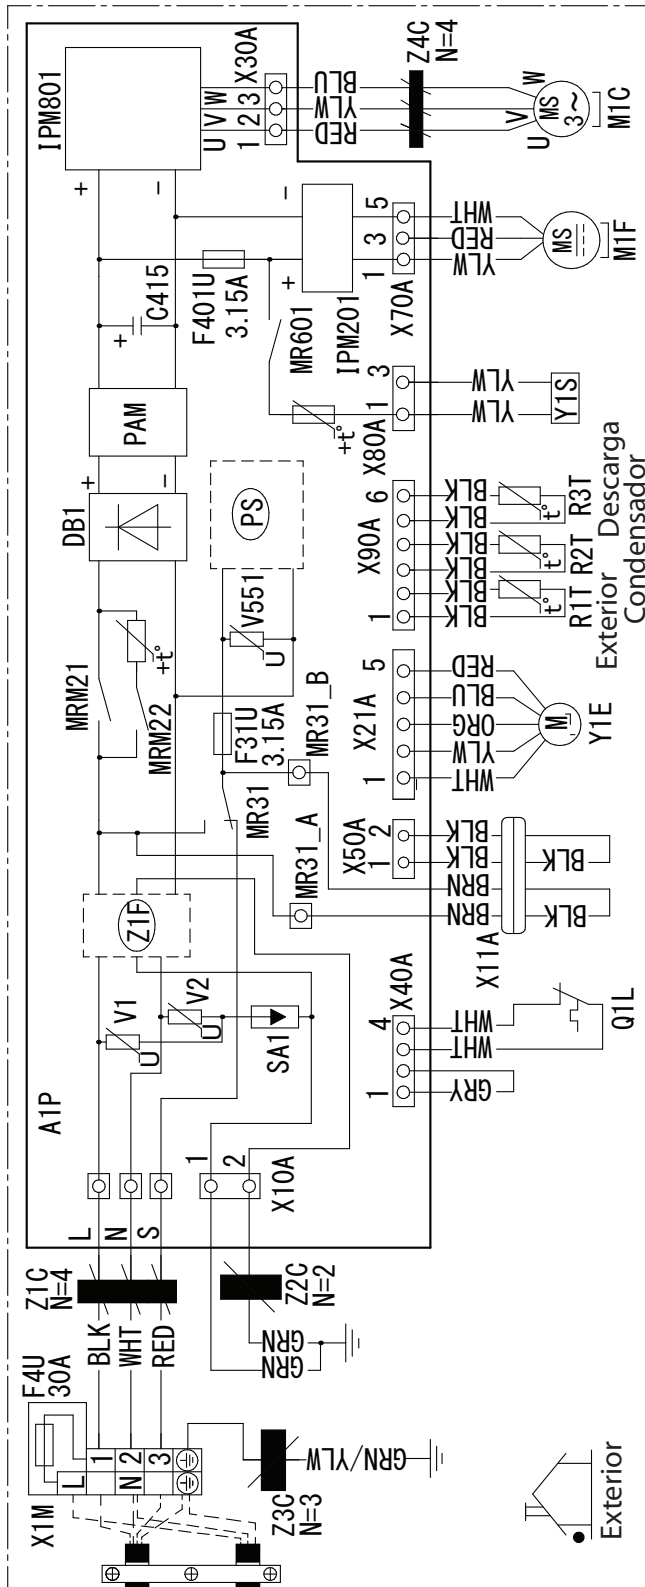 IPM801
X30A
W 3
V 2
U 1
BLU
YLW
RED
Z4C
N=4
W
V
U
MS
3~
M1C
+
−
−
+
IPM201
5
3
1
X70A
WHT
RED
YLW
MS
M1F
+
C415
F401U
3.15A
MR601
+t°
3
1
X80A
YLW
YLW
Y1S
PAM
+
−
DB1
PS
V551
U
6
X90A
1
BLK
BLK
BLK
BLK
BLK
BLK
t°
t°
t°
R3T
R2T
R1T
Descarga
Condensador
Exterior
MRM21
MRM22
+t°
F31U
3.15A
MR31_B
MR31
MR31_A
5
X21A
1
RED
BLU
ORG
YLW
WHT
M
Y1E
X50A
2
1
BLK
BLK
BRN
BRN
X11A
BLK
BLK
Z1F
V1
U
V2
U
SA1
4
X40A
1
WHT
WHT
GRY
Q1L
A1P
L
N
S
1
2
X10A
Z1C
N=4
BLK
WHT
RED
Z2C
N=2
GRN
GRN
F4U
30A
X1M
L
N
1
2
3
Z3C
N=3
GRN/YLW
Exterior